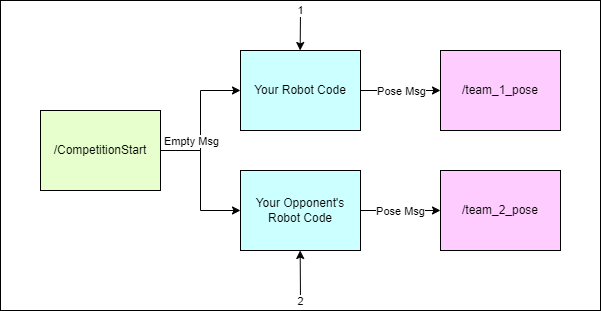 1
Your Robot Code
Pose Msg
/team_1_pose
/CompetitionStart
Empty Msg
Your Opponent's
Robot Code
Pose Msg
/team_2_pose
2